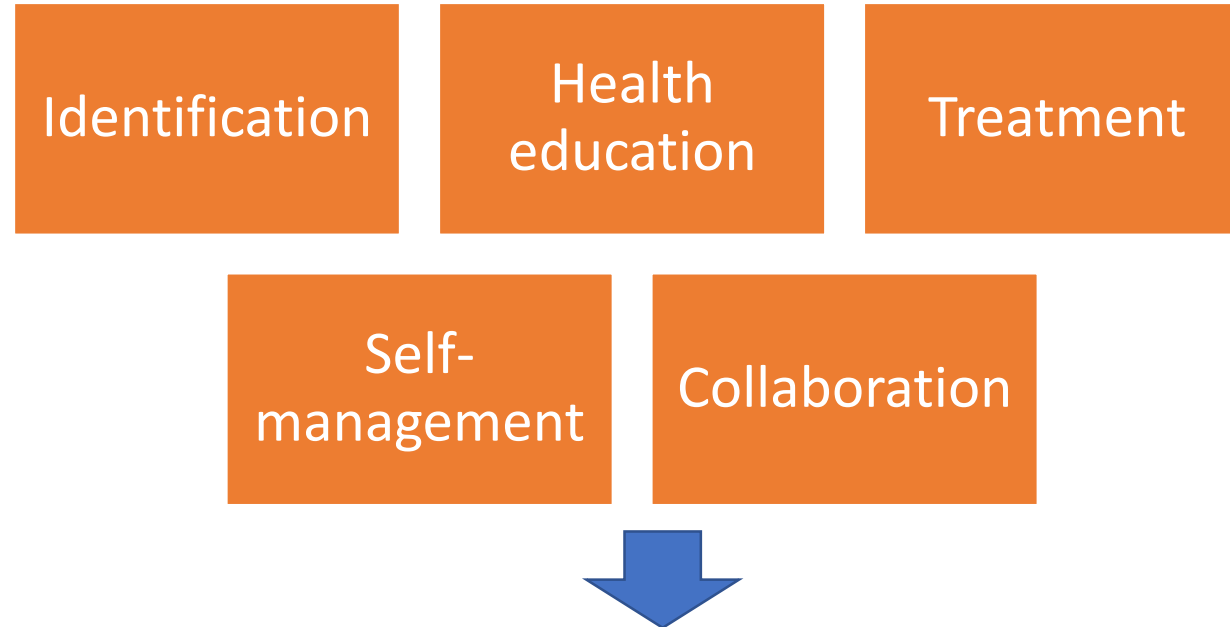 Identification
Health
education
Treatment
Self-
management
Collaboration